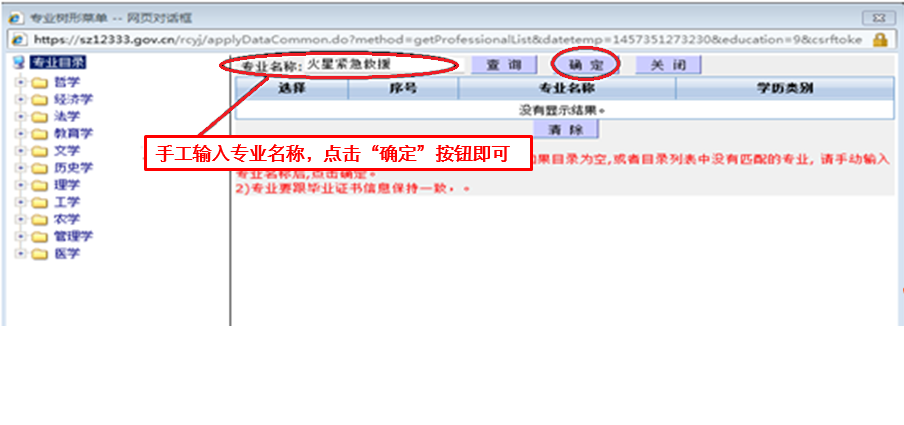 专业树形菜单 -- 网页对话框
https://sz12333.gov.cn/rcyj/applyDataCommon.do?method=getProfessionalList&datetemp=1457351273230&education=9&csrftoke
专业目录
哲学
经济学
法学
教育学
文学
历史学
理学
工学
农学
管理学
医学
专业名称: 火星紧急救援 查 询 确 定 关 闭
选择 序号 专业名称 学历类别
没有显示结果。
清 除
手工输入专业名称，点击“确定”按钮即可
果目录为空,或者目录列表中没有匹配的专业, 请手动输入
专业名称后,点击确定。
2)专业要跟毕业证书信息保持一致，。